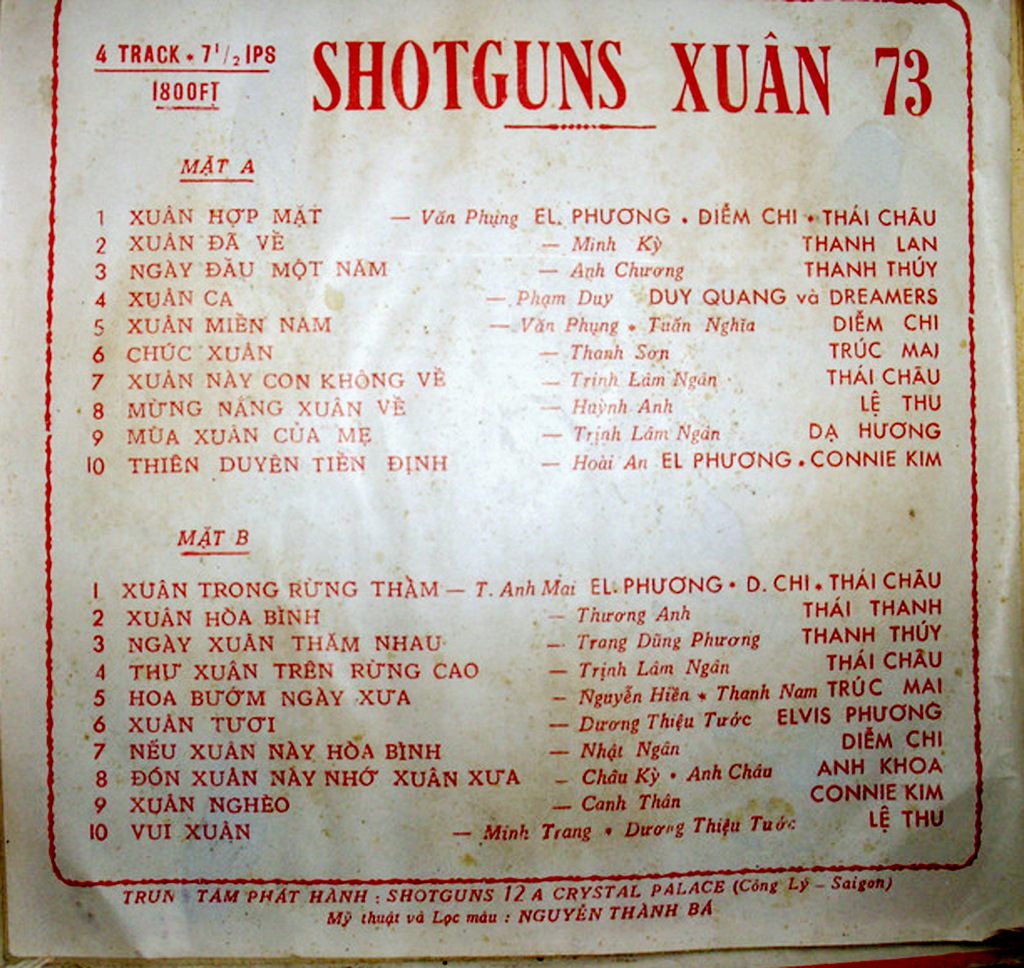 4 TRACK • 7 1/2 IPS
1800FT
SHOTGUNS XUÂN 73
MẶT A
1 XUÂN HỢP MẶT — Văn Phụng EL. PHƯƠNG • DIỄM CHI • THÁI CHÂU
2 XUÂN ĐÃ VỀ — Minh Kỳ THANH LAN
3 NGÀY ĐẦU MỘT NĂM — Anh Chương THANH THÚY
4 XUÂN CA — Phạm Duy DUY QUANG và DREAMERS
5 XUÂN MIỀN NAM — Văn Phụng • Tuấn Nghĩa DIỄM CHI
6 CHÚC XUÂN — Thanh Sơn TRÚC MAI
7 XUÂN NÀY CON KHÔNG VỀ — Trịnh Lâm Ngân THÁI CHÂU
8 MỪNG NÀNG XUÂN VỀ — Huỳnh Anh LỆ THU
9 MÙA XUÂN CỦA MẸ — Trịnh Lâm Ngân DẠ HƯƠNG
10 THIÊN DUYÊN TIỀN ĐỊNH — Hoài An EL PHƯƠNG • CONNIE KIM
MẶT B
1 XUÂN TRONG RỪNG THẲM — T. Anh Mai EL. PHƯƠNG • D. CHI • THÁI CHÂU
2 XUÂN HÒA BÌNH — Thương Anh THÁI THANH
3 NGÀY XUÂN THĂM NHAU — Trang Dũng Phương THANH THÚY
4 THƯ XUÂN TRÊN RỪNG CAO — Trịnh Lâm Ngân THÁI CHÂU
5 HOA BƯỚM NGÀY XƯA — Nguyễn Hiền • Thanh Nam TRÚC MAI
6 XUÂN TƯƠI — Dương Thiệu Tước ELVIS PHƯƠNG
7 NẾU XUÂN NÀY HÒA BÌNH — Nhật Ngân DIỄM CHI
8 ĐÓN XUÂN NÀY NHỚ XUÂN XƯA — Châu Kỳ • Anh Châu ANH KHOA
9 XUÂN NGHÈO — Canh Thân CONNIE KIM
10 VUI XUÂN — Minh Trang • Dương Thiệu Tước LỆ THU
TRUN TÂM PHÁT HÀNH : SHOTGUNS 12 A CRYSTAL PALACE (Công Lý – Saigon)
Mỹ thuật và Lọc màu : NGUYỄN THÀNH BÁ